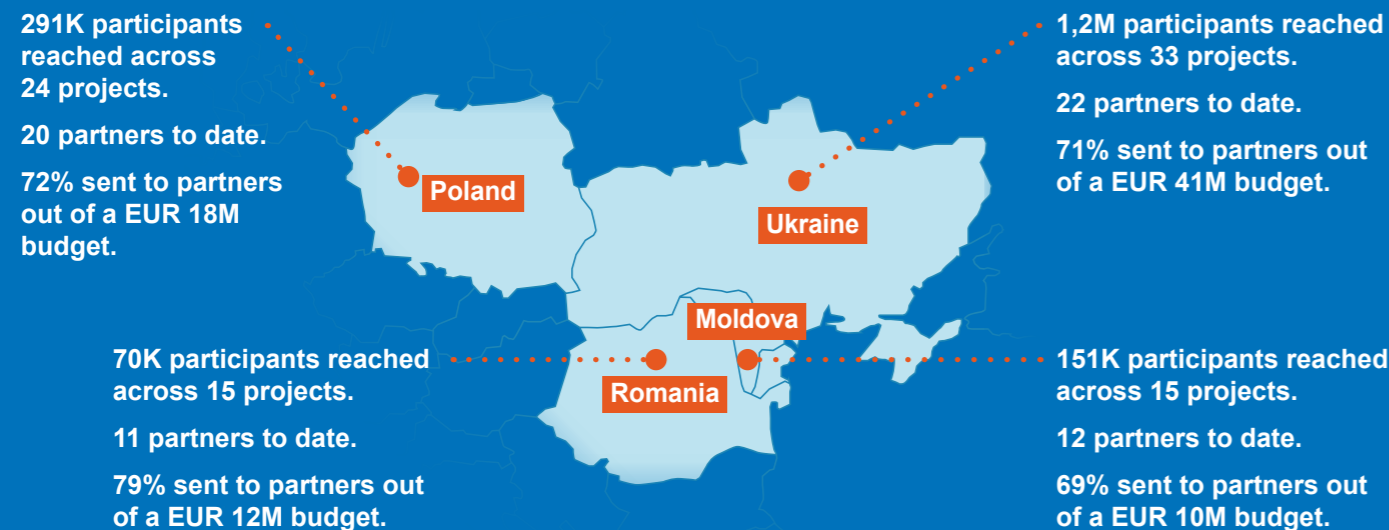 291K participants
reached across
24 projects.
20 partners to date.
72% sent to partners
out of a EUR 18M
budget.
1,2M participants reached
across 33 projects.
22 partners to date.
71% sent to partners out
of a EUR 41M budget.
Poland
Ukraine
Moldova
Romania
70K participants reached
across 15 projects.
11 partners to date.
79% sent to partners out
of a EUR 12M budget.
151K participants reached
across 15 projects.
12 partners to date.
69% sent to partners out
of a EUR 10M budget.